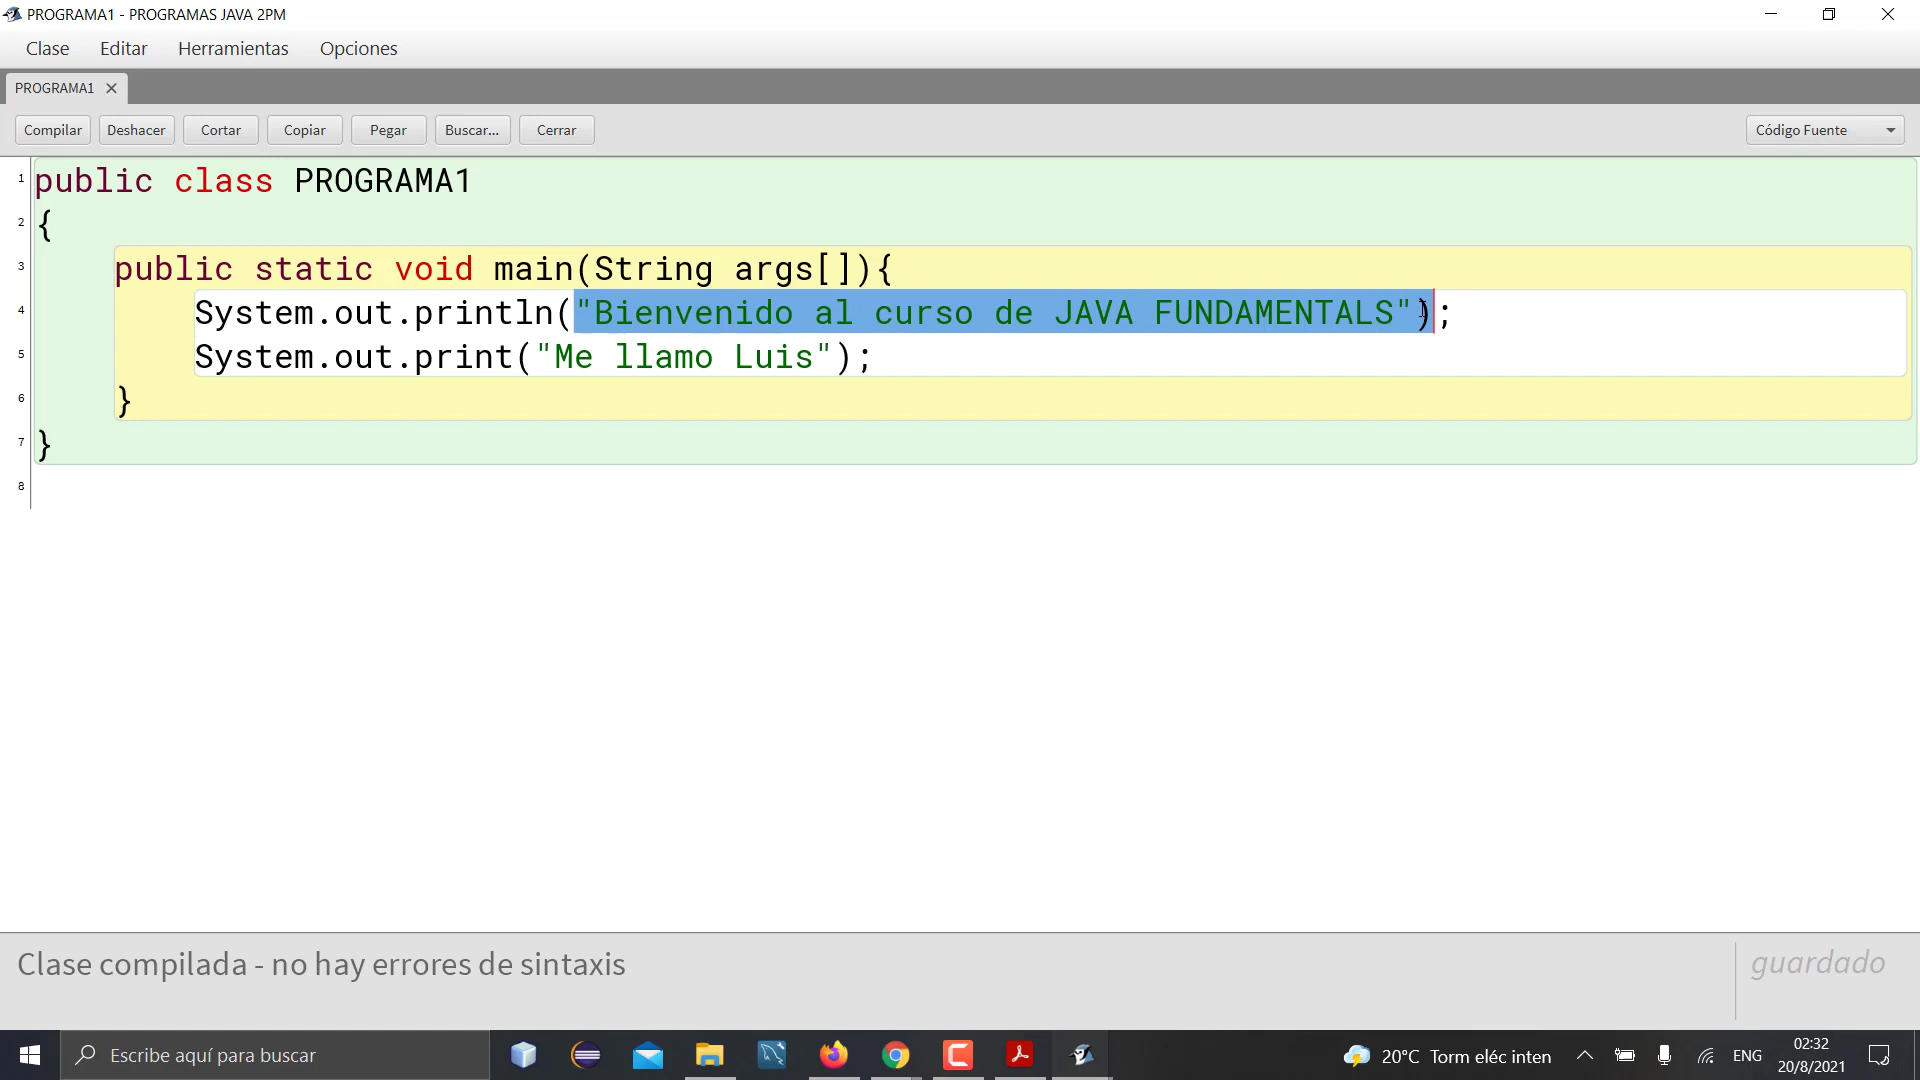 PROGRAMA1 - PROGRAMAS JAVA 2PM
Clase Editar Herramientas Opciones
PROGRAMA1
Compilar Deshacer Cortar Copiar Pegar Buscar... Cerrar Código Fuente
1 public class PROGRAMA1
2 {
3 public static void main(String args[]){
4 System.out.println("Bienvenido al curso de JAVA FUNDAMENTALS");
5 System.out.print("Me llamo Luis");
6 }
7 }
8
Clase compilada - no hay errores de sintaxis
guardado
Escribe aquí para buscar
20°C Torm eléc inten
ENG
02:32
20/8/2021